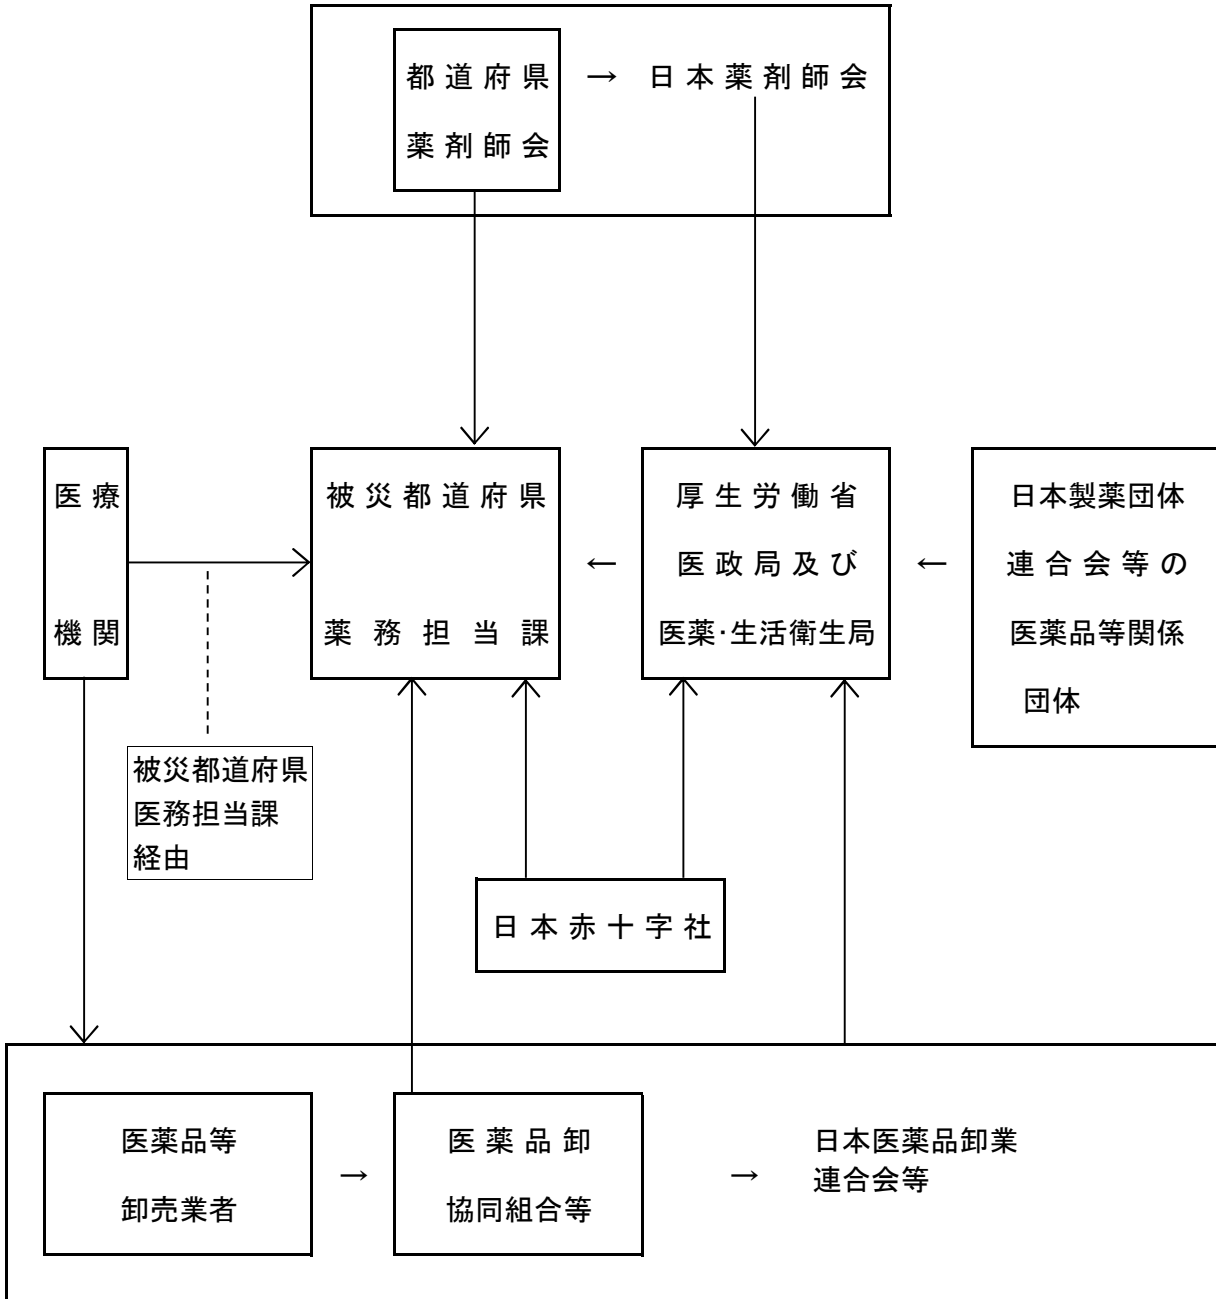 都道府県 → 日本薬剤師会
薬剤師会
医療
機関
被災都道府県
薬務担当課
←
厚生労働省
医政局及び
医薬・生活衛生局
←
日本製薬団体
連合会等の
医薬品等関係
団体
被災都道府県
医務担当課
経由
日本赤十字社
医薬品等
卸売業者
→
医薬品卸
協同組合等
→
日本医薬品卸業
連合会等